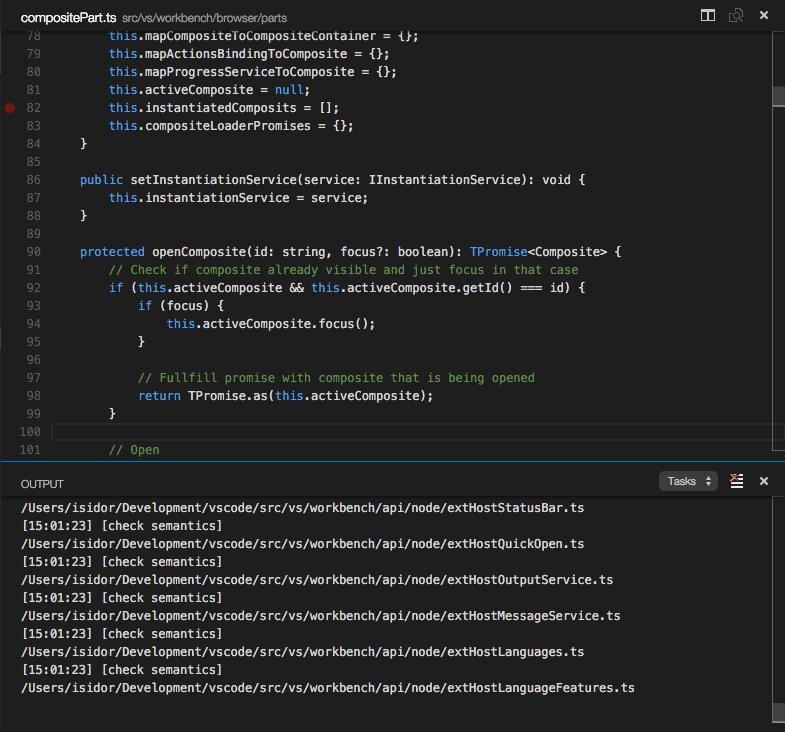 compositePart.ts src/vs/workbench/browser/parts
78 this.mapCompositeToCompositeContainer = {};
79 this.mapActionsBindingToComposite = {};
80 this.mapProgressServiceToComposite = {};
81 this.activeComposite = null;
82 this.instantiatedComposits = [];
83 this.compositeLoaderPromises = {};
84 }
85
86 public setInstantiationService(service: IInstantiationService): void {
87 this.instantiationService = service;
88 }
89
90 protected openComposite(id: string, focus?: boolean): TPromise<Composite> {
91 // Check if composite already visible and just focus in that case
92 if (this.activeComposite && this.activeComposite.getId() === id) {
93 if (focus) {
94 this.activeComposite.focus();
95 }
96
97 // Fullfill promise with composite that is being opened
98 return TPromise.as(this.activeComposite);
99 }
100
101 // Open
OUTPUT Tasks
/Users/isidor/Development/vscode/src/vs/workbench/api/node/extHostStatusBar.ts
[15:01:23] [check semantics]
/Users/isidor/Development/vscode/src/vs/workbench/api/node/extHostQuickOpen.ts
[15:01:23] [check semantics]
/Users/isidor/Development/vscode/src/vs/workbench/api/node/extHostOutputService.ts
[15:01:23] [check semantics]
/Users/isidor/Development/vscode/src/vs/workbench/api/node/extHostMessageService.ts
[15:01:23] [check semantics]
/Users/isidor/Development/vscode/src/vs/workbench/api/node/extHostLanguages.ts
[15:01:23] [check semantics]
/Users/isidor/Development/vscode/src/vs/workbench/api/node/extHostLanguageFeatures.ts